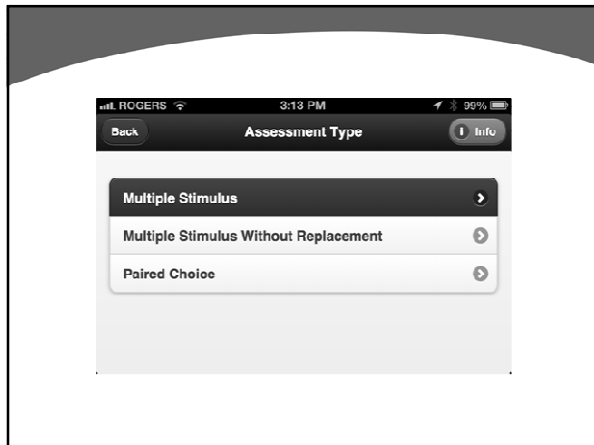 ROGERS 3:13 PM 99%
Back Assessment Type Info
Multiple Stimulus
Multiple Stimulus Without Replacement
Paired Choice